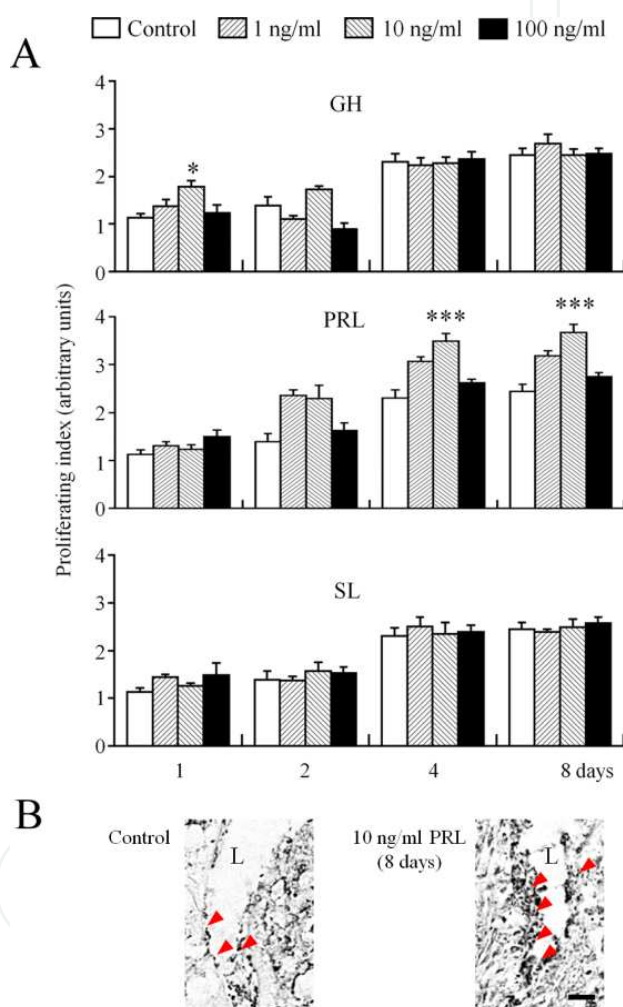 Control 1 ng/ml 10 ng/ml 100 ng/ml
A
GH
4
3
2
1
0
*
PRL
4
3
2
1
0
*** ***
SL
4
3
2
1
0
Proliferating index (arbitrary units)
1 2 4 8 days
B
Control
L
10 ng/ml PRL
(8 days)
L